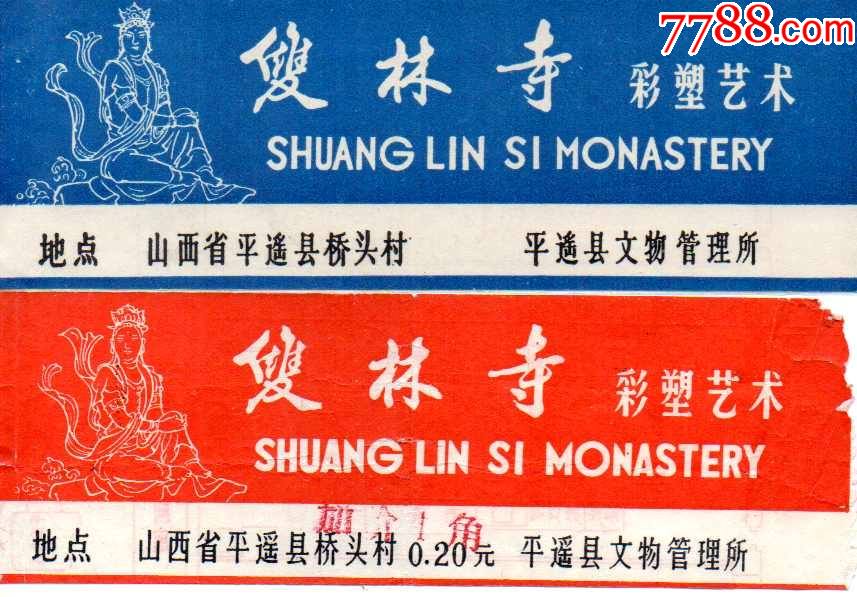 7788.com
雙林寺 彩塑艺术
SHUANG LIN SI MONASTERY
地点 山西省平遥县桥头村 平遥县文物管理所
雙林寺 彩塑艺术
SHUANG LIN SI MONASTERY
加 角
地点 山西省平遥县桥头村 0.20元 平遥县文物管理所